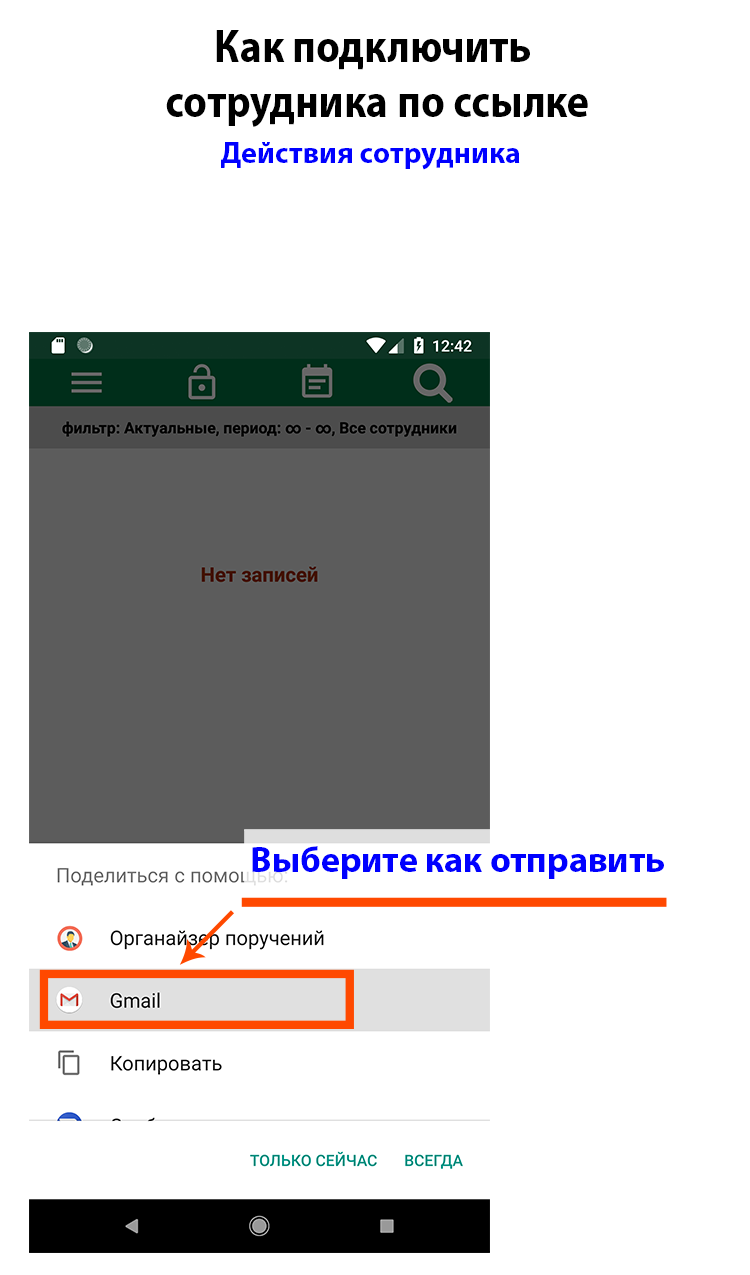 Как подключить
сотрудника по ссылке
Действия сотрудника
12:42
фильтр: Актуальные, период: ∞ - ∞, Все сотрудники
Нет записей
Выберите как отправить
Поделиться с помощью:
Органайзер поручений
Gmail
Копировать
ТОЛЬКО СЕЙЧАС ВСЕГДА